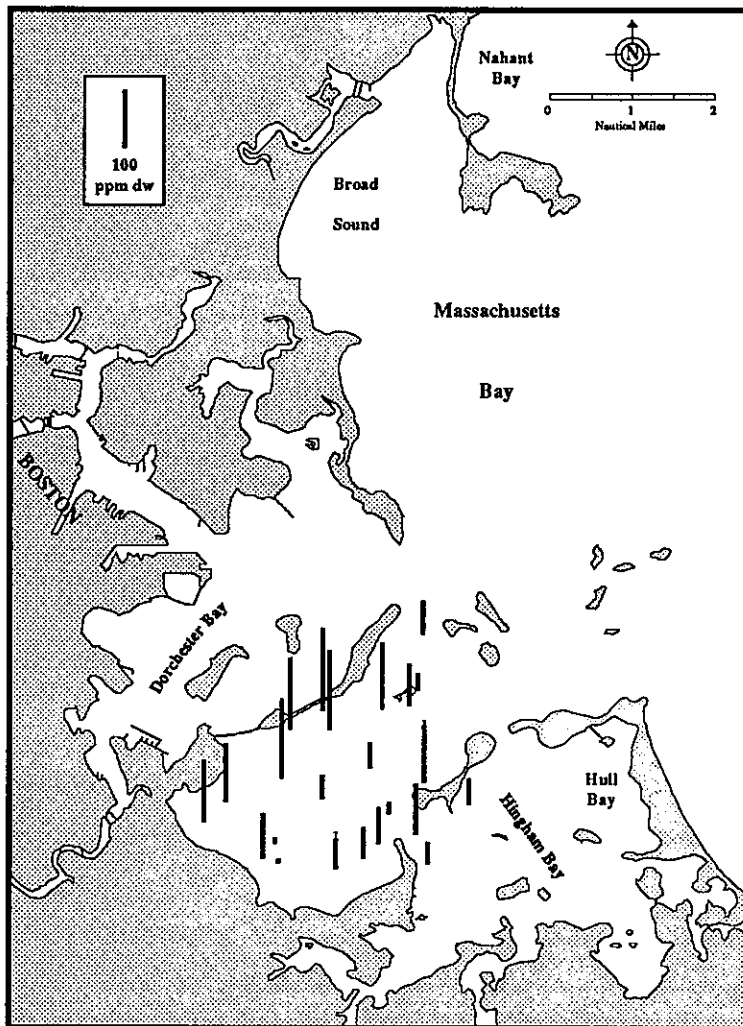 Nahant
Bay
N
0 1 2
Nautical Miles
100
ppm dw
Broad
Sound
Massachusetts
Bay
BOSTON
Dorchester Bay
Hull
Bay
Hingham Bay